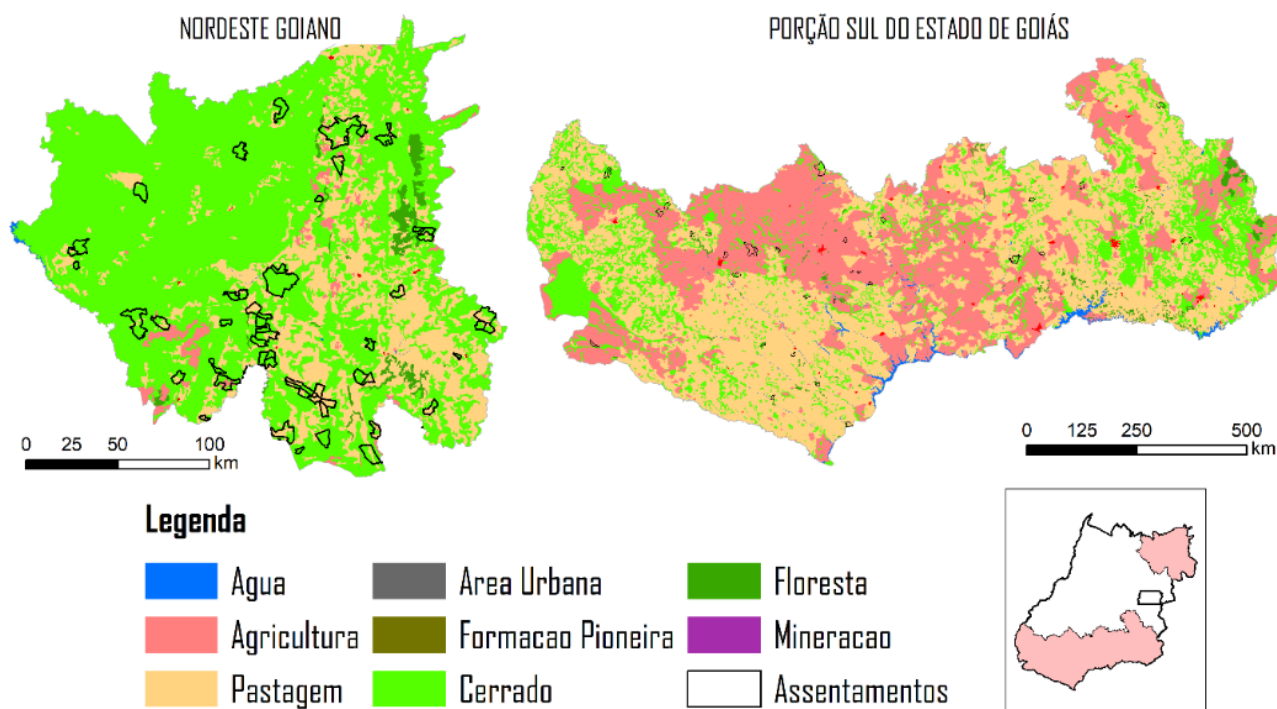 NORDESTE GOIANO
PORÇÃO SUL DO ESTADO DE GOIÁS
0 25 50 100
km
0 125 250 500
km
Legenda
Agua
Area Urbana
Floresta
Agricultura
Formacao Pioneira
Mineracao
Pastagem
Cerrado
Assentamentos